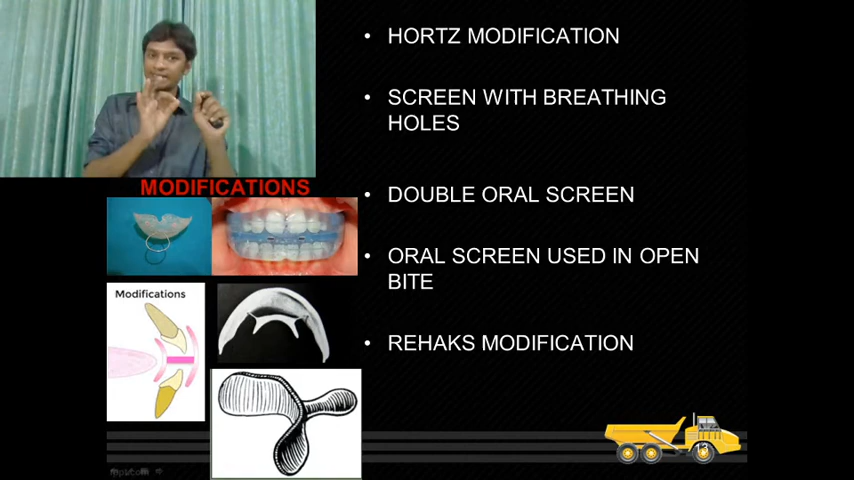 • HORTZ MODIFICATION
• SCREEN WITH BREATHING
HOLES
• DOUBLE ORAL SCREEN
• ORAL SCREEN USED IN OPEN
BITE
• REHAKS MODIFICATION
MODIFICATIONS
Modifications
13